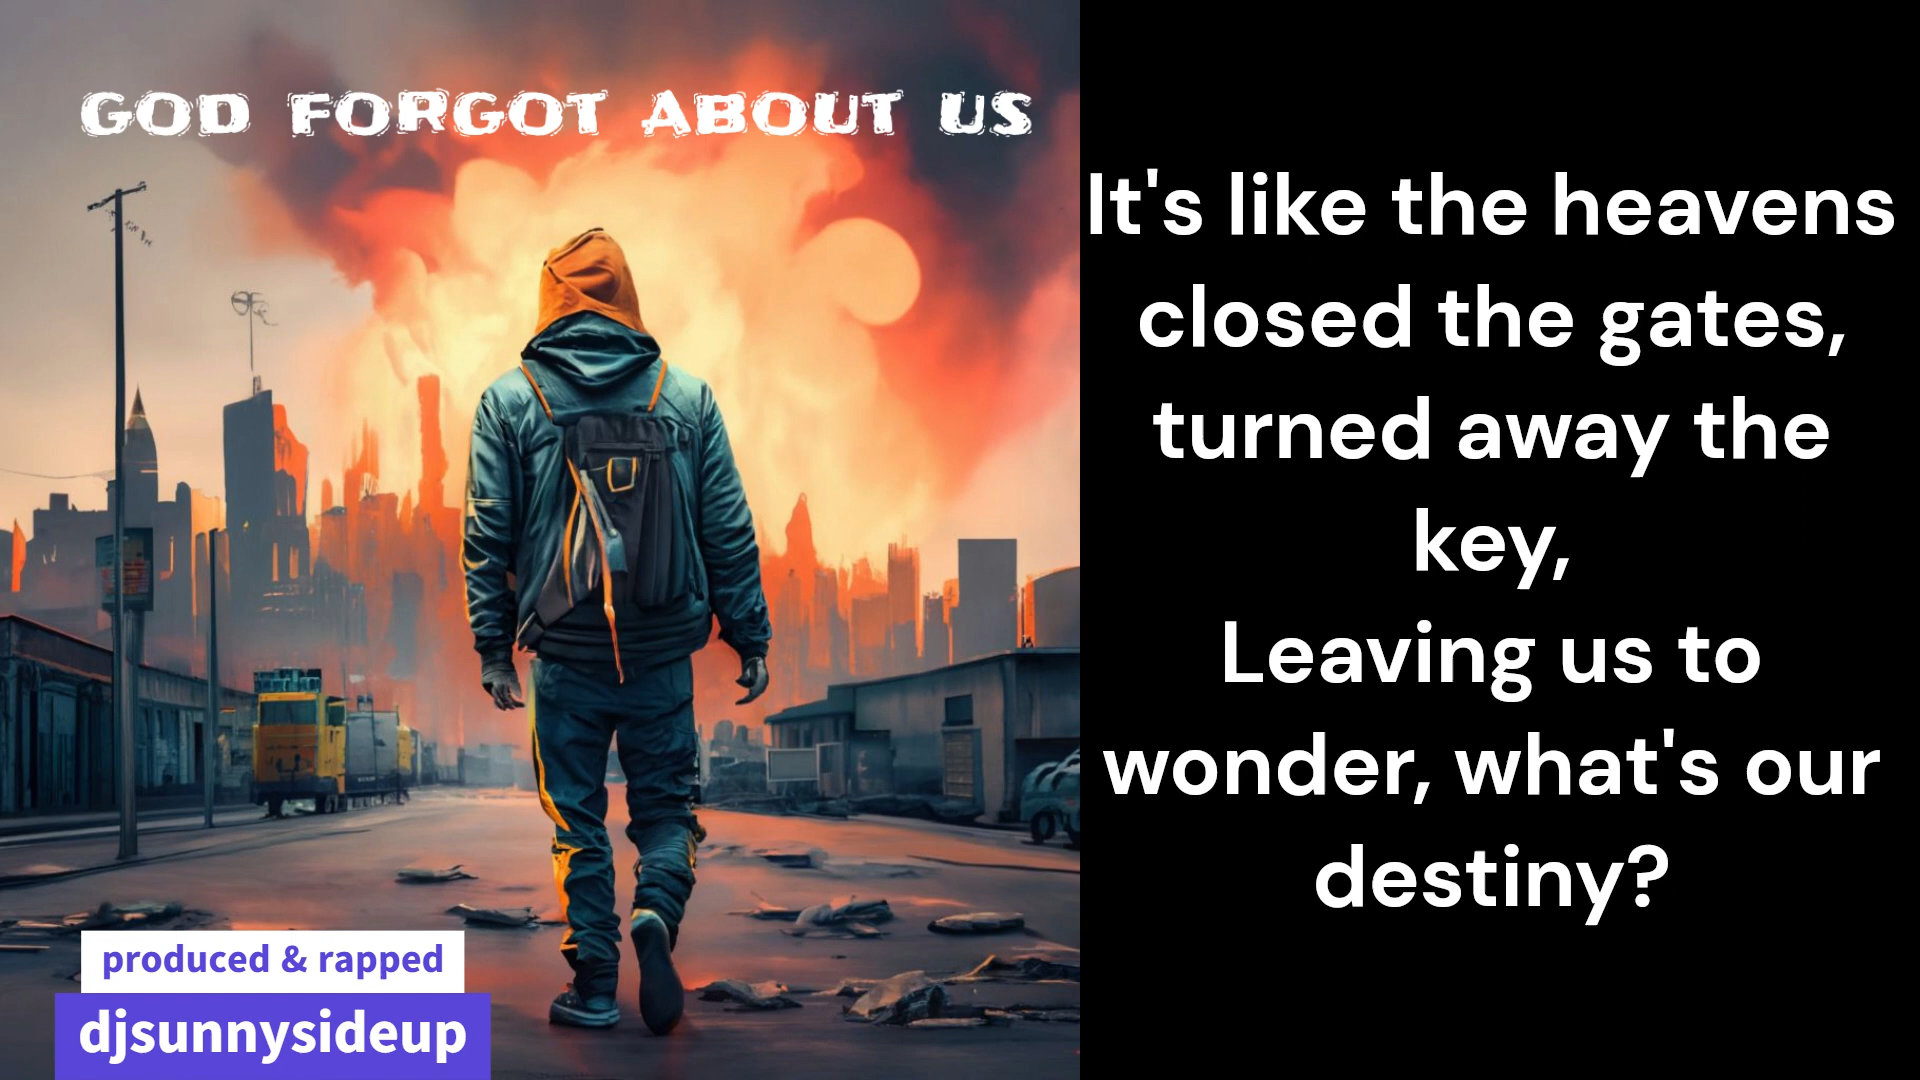 GOD FORGOT ABOUT US
It's like the heavens
closed the gates,
turned away the
key,
Leaving us to
wonder, what's our
destiny?
produced & rapped
djsunnysideup